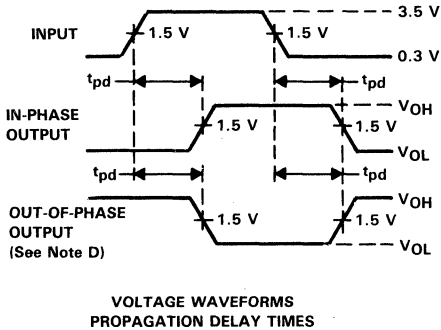 3.5 V
INPUT
1.5 V
1.5 V
0.3 V
tpd
tpd
IN-PHASE
OUTPUT
VOH
1.5 V
1.5 V
VOL
tpd
tpd
OUT-OF-PHASE
OUTPUT
(See Note D)
VOH
1.5 V
1.5 V
VOL
VOLTAGE WAVEFORMS
PROPAGATION DELAY TIMES